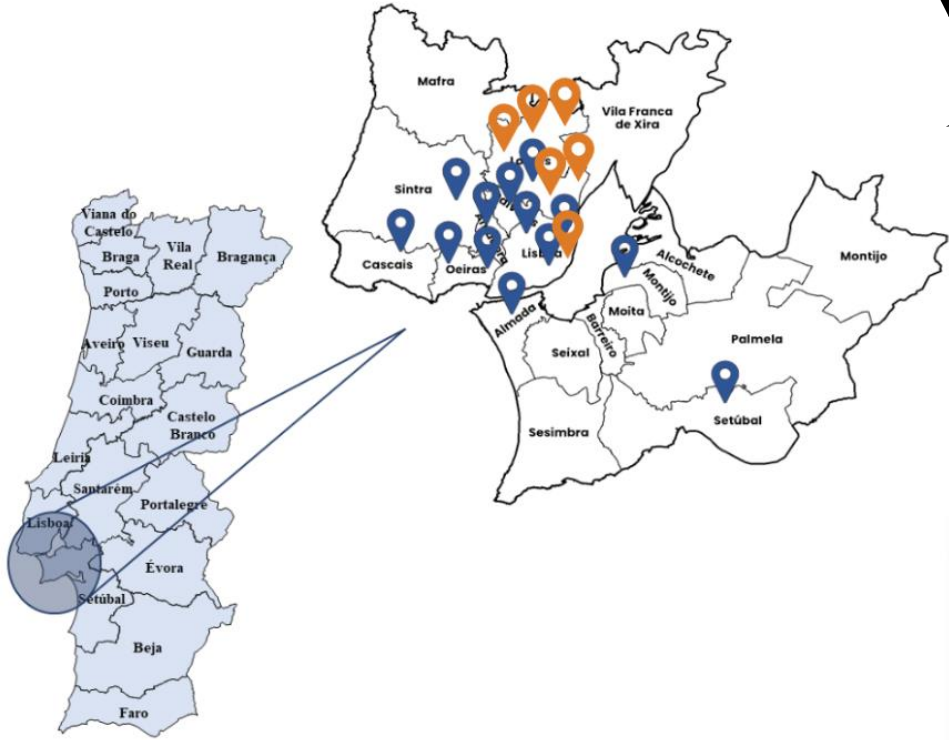 Viana do
Castelo
Braga
Vila
Real
Bragança
Porto
Aveiro
Viseu
Guarda
Coimbra
Castelo
Branco
Leiria
Santarém
Portalegre
Lisboa
Évora
Setúbal
Beja
Faro
Mafra
Vila Franca
de Xira
Sintra
Cascais
Oeiras
Lisboa
Almada
Alcochete
Montijo
Montijo
Moita
Barreiro
Seixal
Palmela
Sesimbra
Setúbal